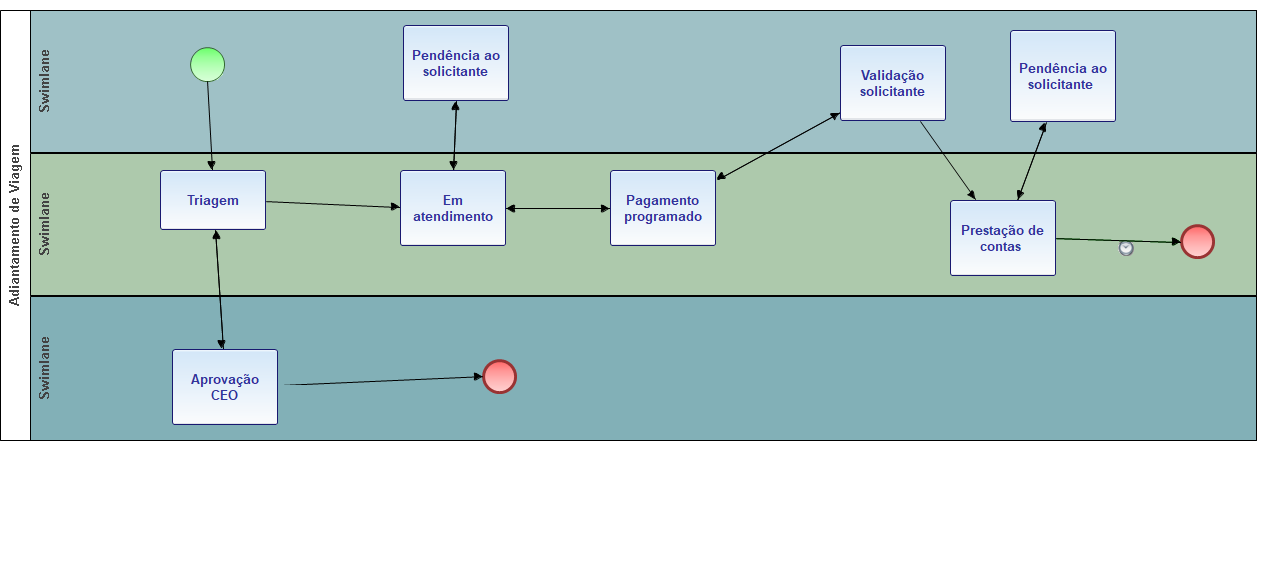 Adiantamento de Viagem
Swimlane
Pendência ao
solicitante
Validação
solicitante
Pendência ao
solicitante
Swimlane
Triagem
Em
atendimento
Pagamento
programado
Prestação de
contas
Swimlane
Aprovação
CEO